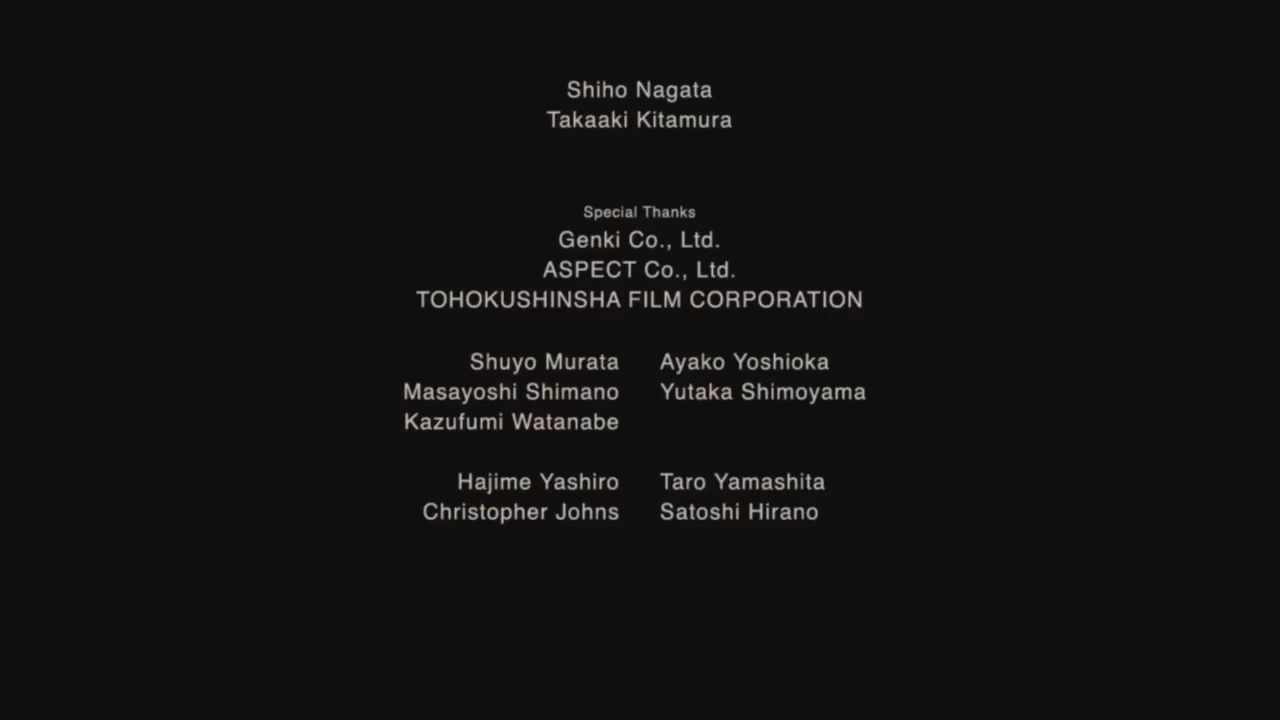 Shiho Nagata
Takaaki Kitamura
Special Thanks
Genki Co., Ltd.
ASPECT Co., Ltd.
TOHOKUSHINSHA FILM CORPORATION
Shuyo Murata Ayako Yoshioka
Masayoshi Shimano Yutaka Shimoyama
Kazufumi Watanabe
Hajime Yashiro Taro Yamashita
Christopher Johns Satoshi Hirano